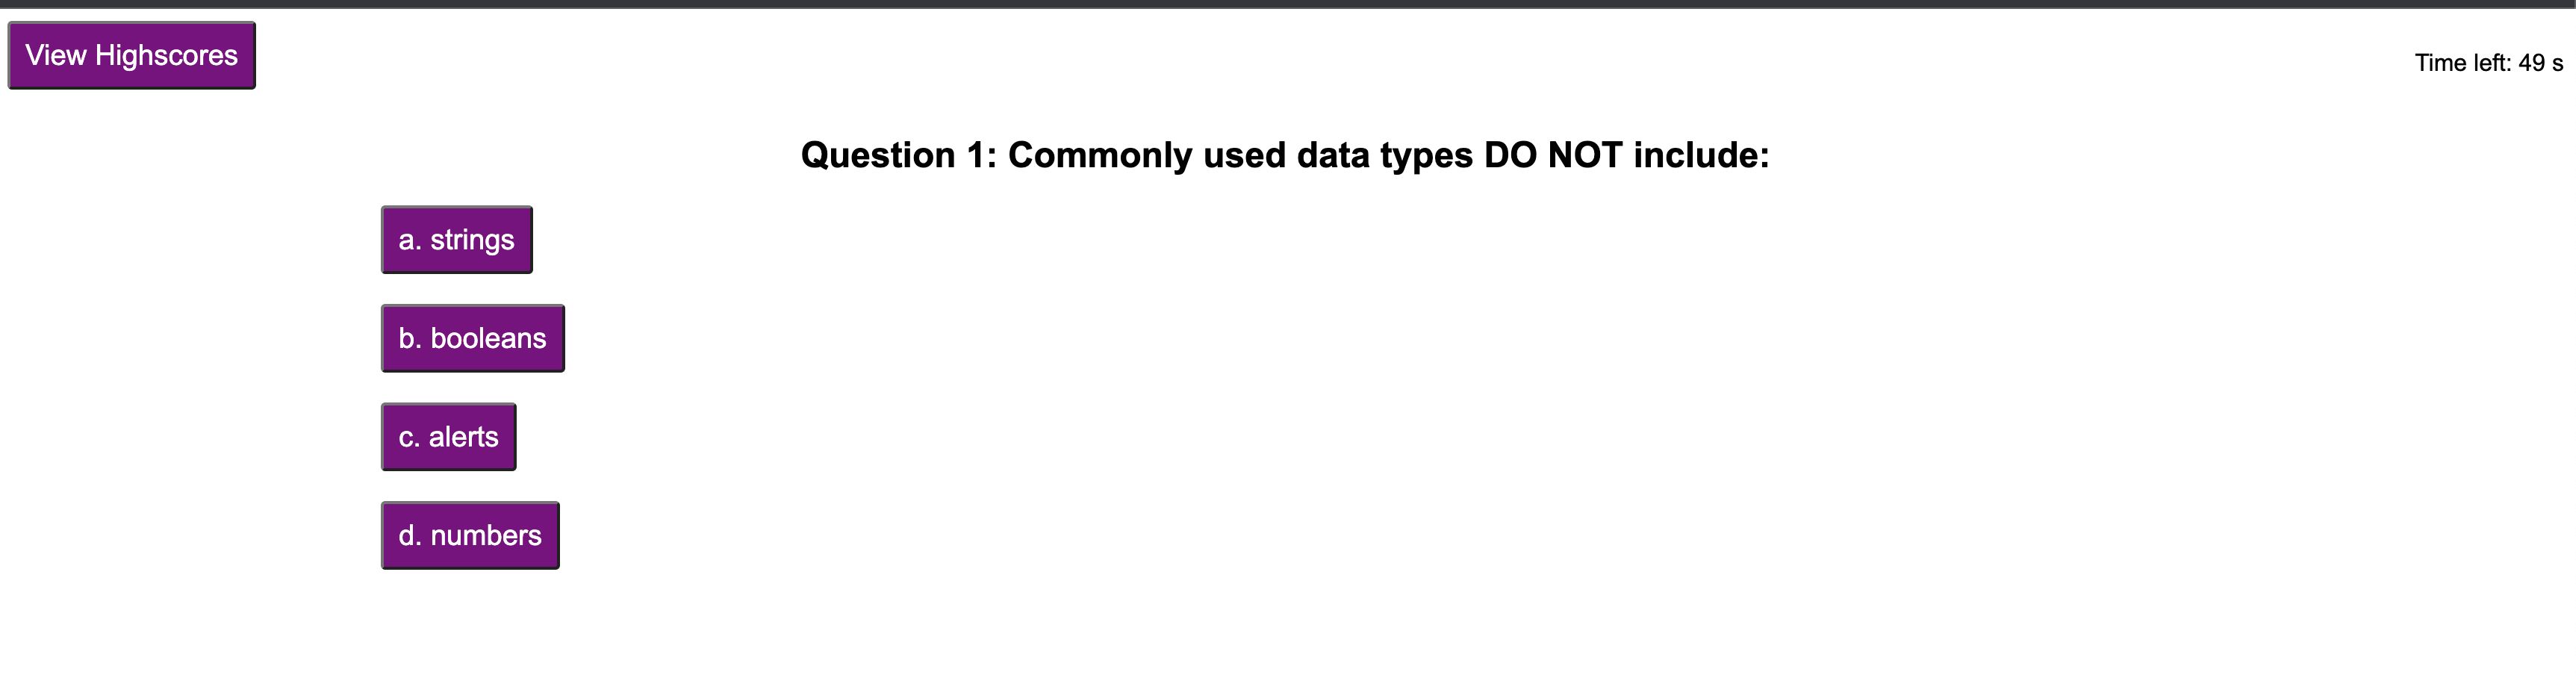 View Highscores
Time left: 49 s
Question 1: Commonly used data types DO NOT include:
a. strings
b. booleans
c. alerts
d. numbers